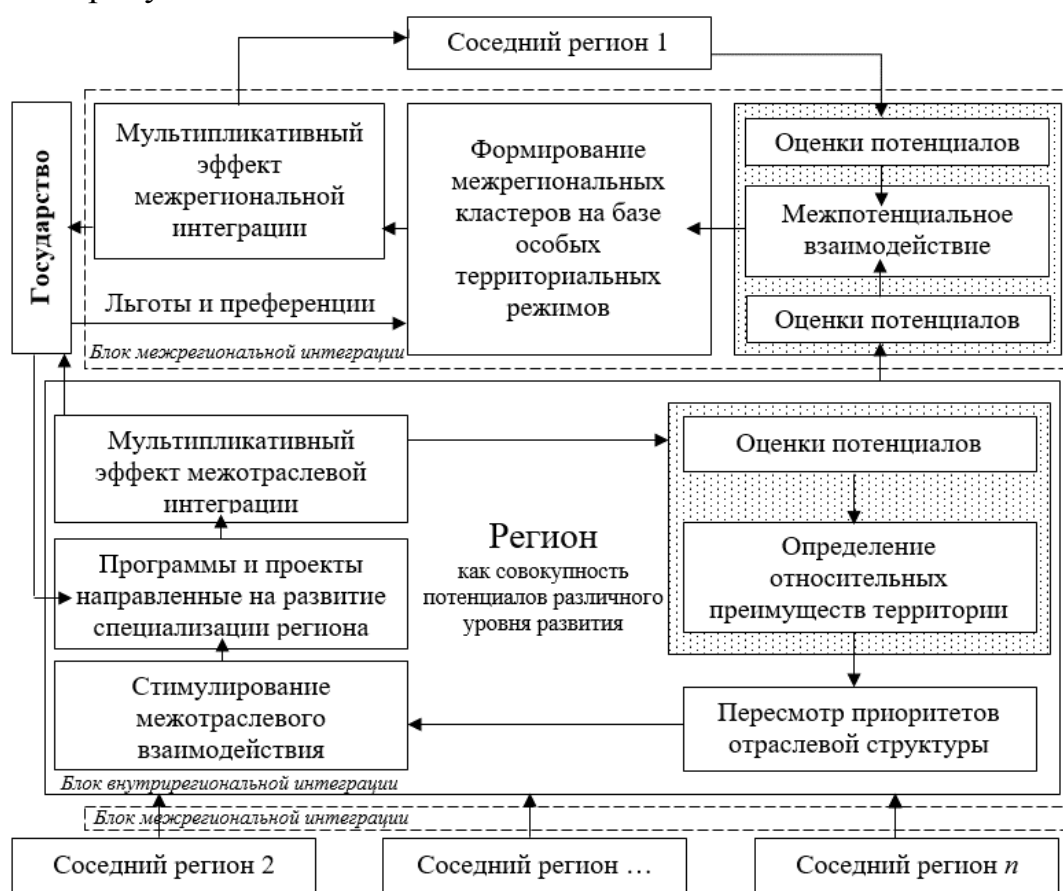 Соседний регион 1
Государство
Мультипликативный
эффект
межрегиональной
интеграции
Формирование
межрегиональных
кластеров на базе
особых
территориальных
режимов
Оценки потенциалов
Межпотенциальное
взаимодействие
Оценки потенциалов
Льготы и преференции
Блок межрегиональной интеграции
Мультипликативный
эффект межотраслевой
интеграции
Программы и проекты
направленные на развитие
специализации региона
Стимулирование
межотраслевого
взаимодействия
Регион
как совокупность
потенциалов различного
уровня развития
Оценки потенциалов
Определение
относительных
преимуществ территории
Пересмотр приоритетов
отраслевой структуры
Блок внутрирегиональной интеграции
Блок межрегиональной интеграции
Соседний регион 2
Соседний регион …
Соседний регион n